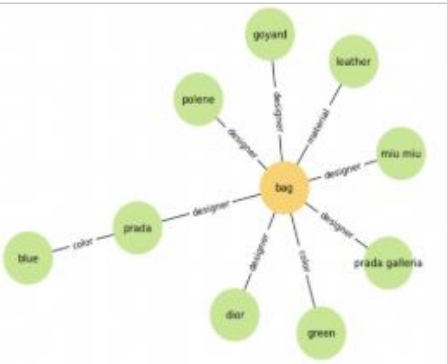 goyard
leather
designer
polene
material
designer
miu miu
designer
bag
designer
prada
designer
color
blue
prada galleria
designer
color
dior
green